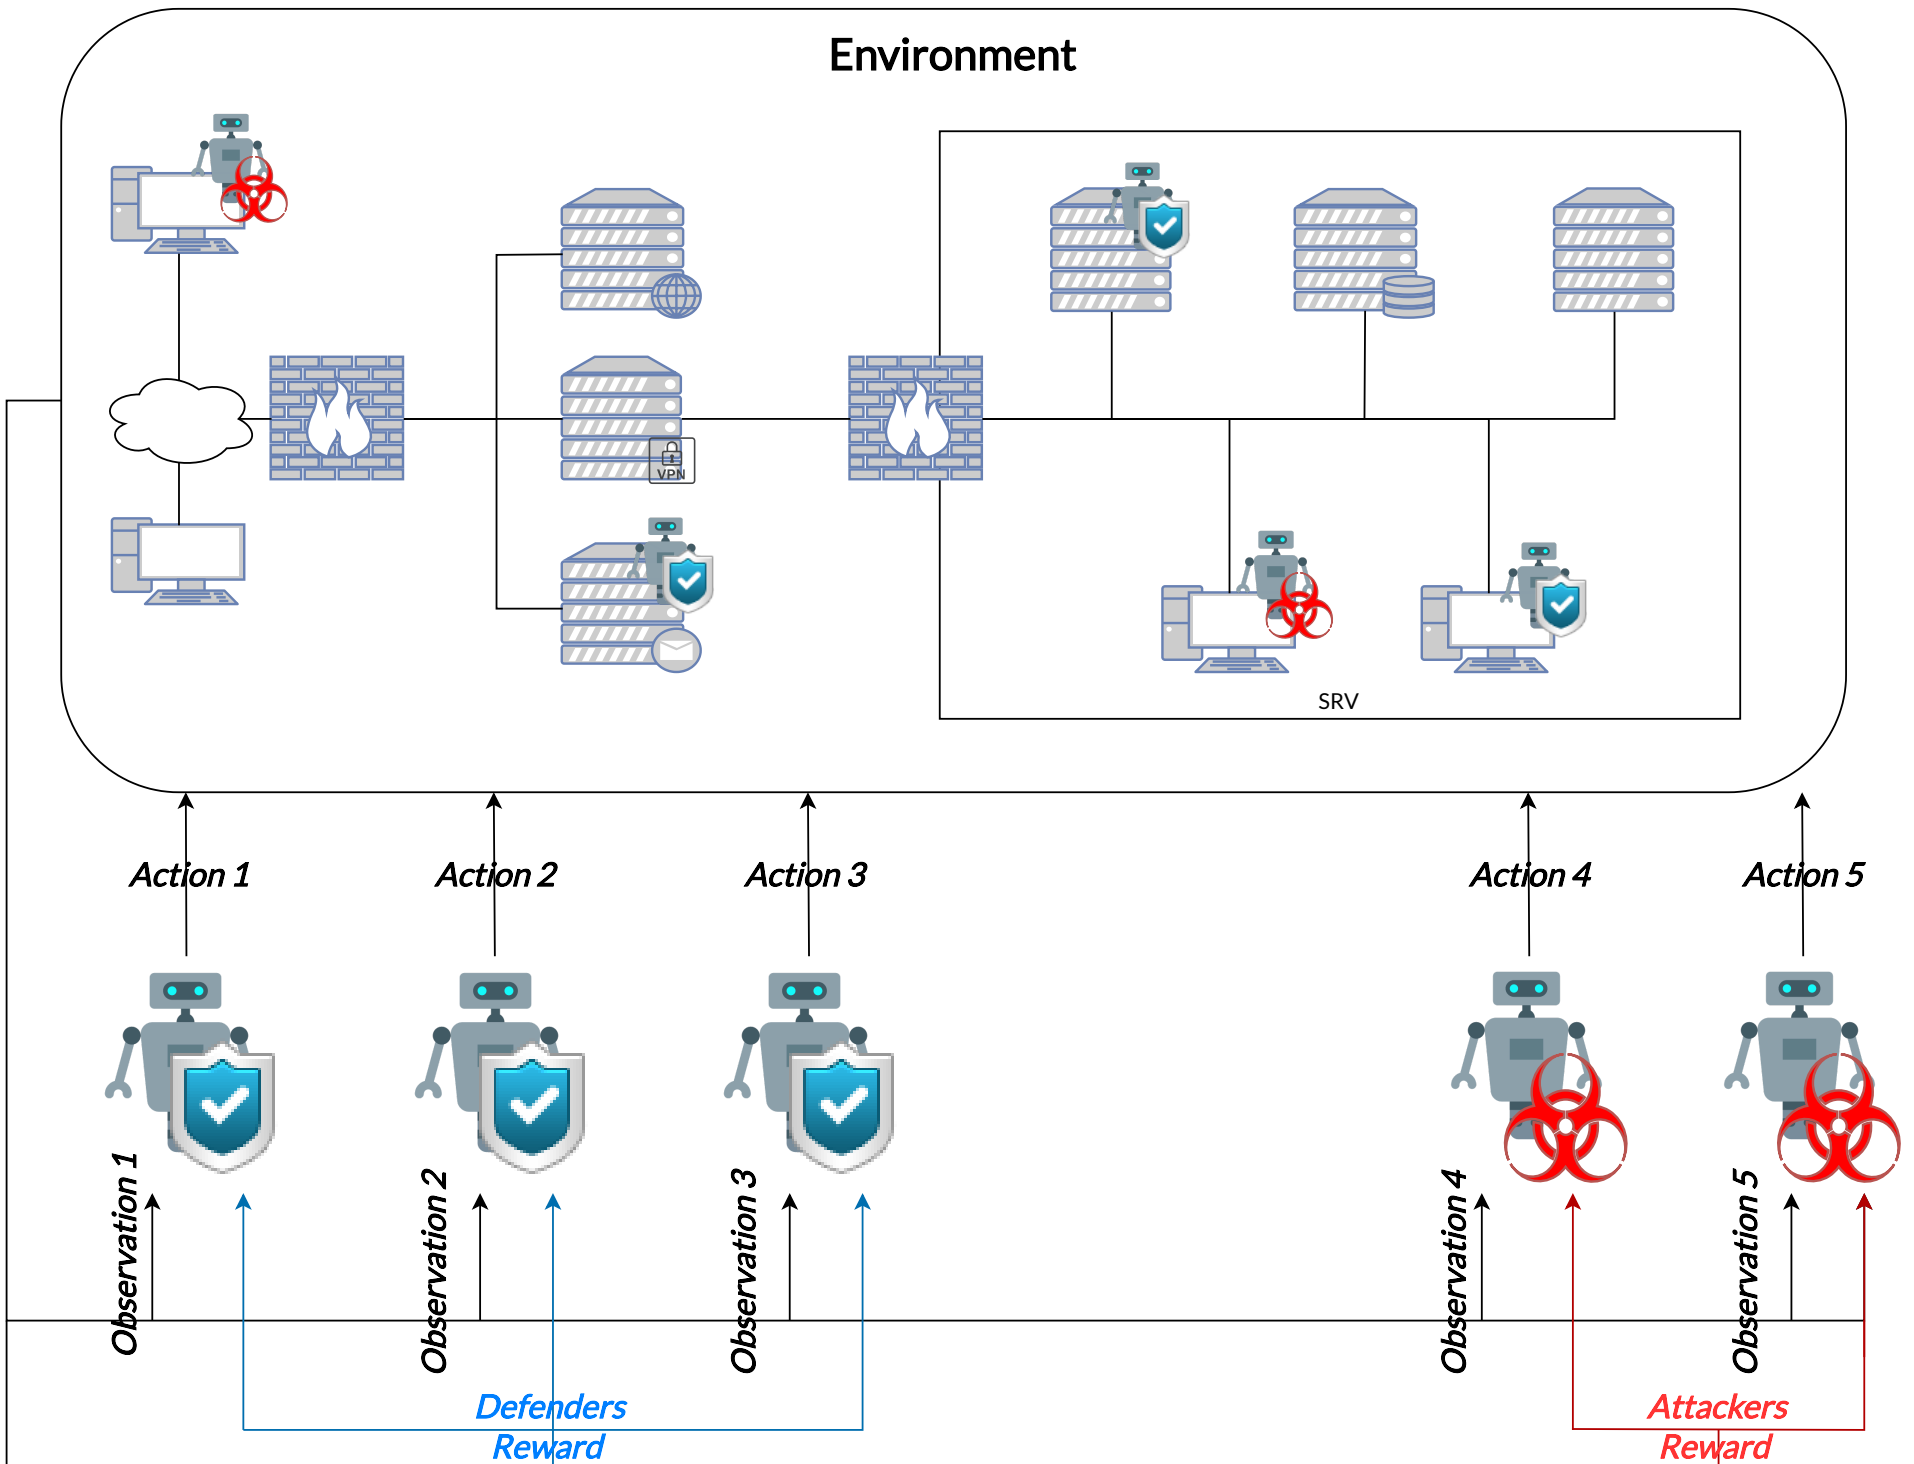 Environment
VPN
SRV
Action 1
Action 2
Action 3
Action 4
Action 5
Observation 1
Observation 2
Observation 3
Observation 4
Observation 5
Defenders
Reward
Attackers
Reward